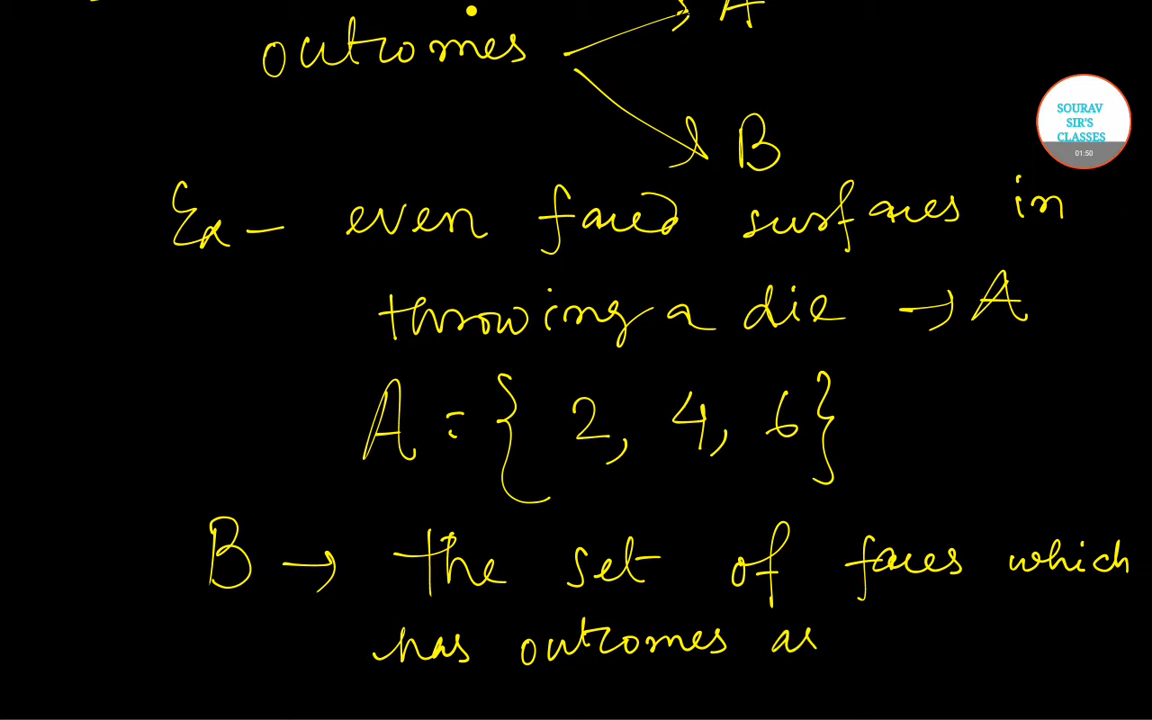 A
outcomes
B
SOURAV
SIR'S
CLASSES
01:50
Ex - even faced surfaces in
throwing a die → A
A = { 2, 4, 6}
B → the set of faces which
has outcomes as